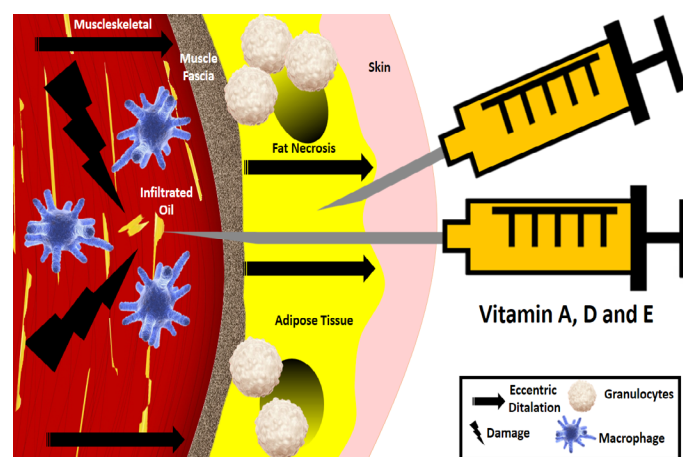 Muscleskeletal
Muscle
Fascia
Skin
Fat Necrosis
Infiltrated
Oil
Adipose Tissue
Vitamin A, D and E
Eccentric
Ditalation
Granulocytes
Damage
Macrophage